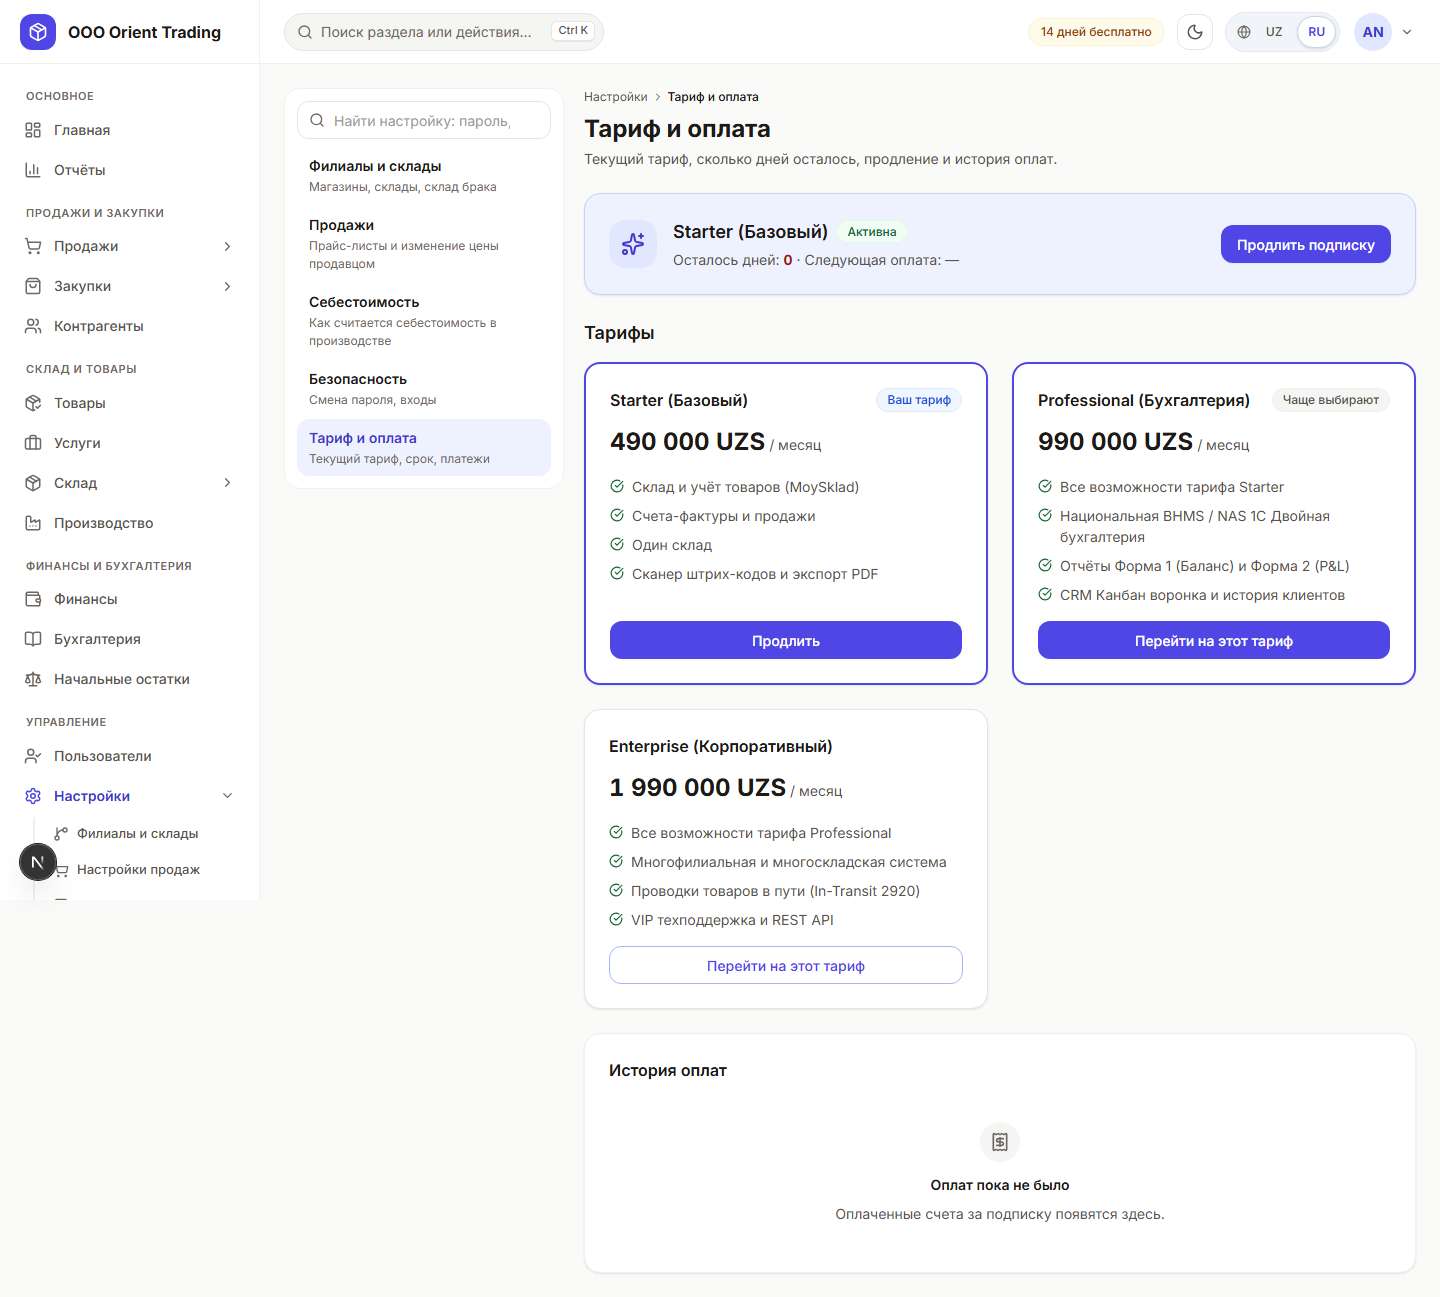 ООО Orient Trading
Поиск раздела или действия...
Ctrl K
14 дней бесплатно
UZ
RU
AN
ОСНОВНОЕ
Главная
Отчёты
ПРОДАЖИ И ЗАКУПКИ
Продажи
Закупки
Контрагенты
СКЛАД И ТОВАРЫ
Товары
Услуги
Склад
Производство
ФИНАНСЫ И БУХГАЛТЕРИЯ
Финансы
Бухгалтерия
Начальные остатки
УПРАВЛЕНИЕ
Пользователи
Настройки
Филиалы и склады
N
Настройки продаж
Найти настройку: пароль,
Филиалы и склады
Магазины, склады, склад брака
Продажи
Прайс-листы и изменение цены
продавцом
Себестоимость
Как считается себестоимость в
производстве
Безопасность
Смена пароля, входы
Тариф и оплата
Текущий тариф, срок, платежи
Настройки > Тариф и оплата
Тариф и оплата
Текущий тариф, сколько дней осталось, продление и история оплат.
Starter (Базовый)
Активна
Осталось дней: 0 · Следующая оплата: —
Продлить подписку
Тарифы
Starter (Базовый)
Ваш тариф
490 000 UZS / месяц
Склад и учёт товаров (MoySklad)
Счета-фактуры и продажи
Один склад
Сканер штрих-кодов и экспорт PDF
Продлить
Professional (Бухгалтерия)
Чаще выбирают
990 000 UZS / месяц
Все возможности тарифа Starter
Национальная BHMS / NAS 1C Двойная
бухгалтерия
Отчёты Форма 1 (Баланс) и Форма 2 (P&L)
CRM Канбан воронка и история клиентов
Перейти на этот тариф
Enterprise (Корпоративный)
1 990 000 UZS / месяц
Все возможности тарифа Professional
Многофилиальная и многоскладская система
Проводки товаров в пути (In-Transit 2920)
VIP техподдержка и REST API
Перейти на этот тариф
История оплат
Оплат пока не было
Оплаченные счета за подписку появятся здесь.